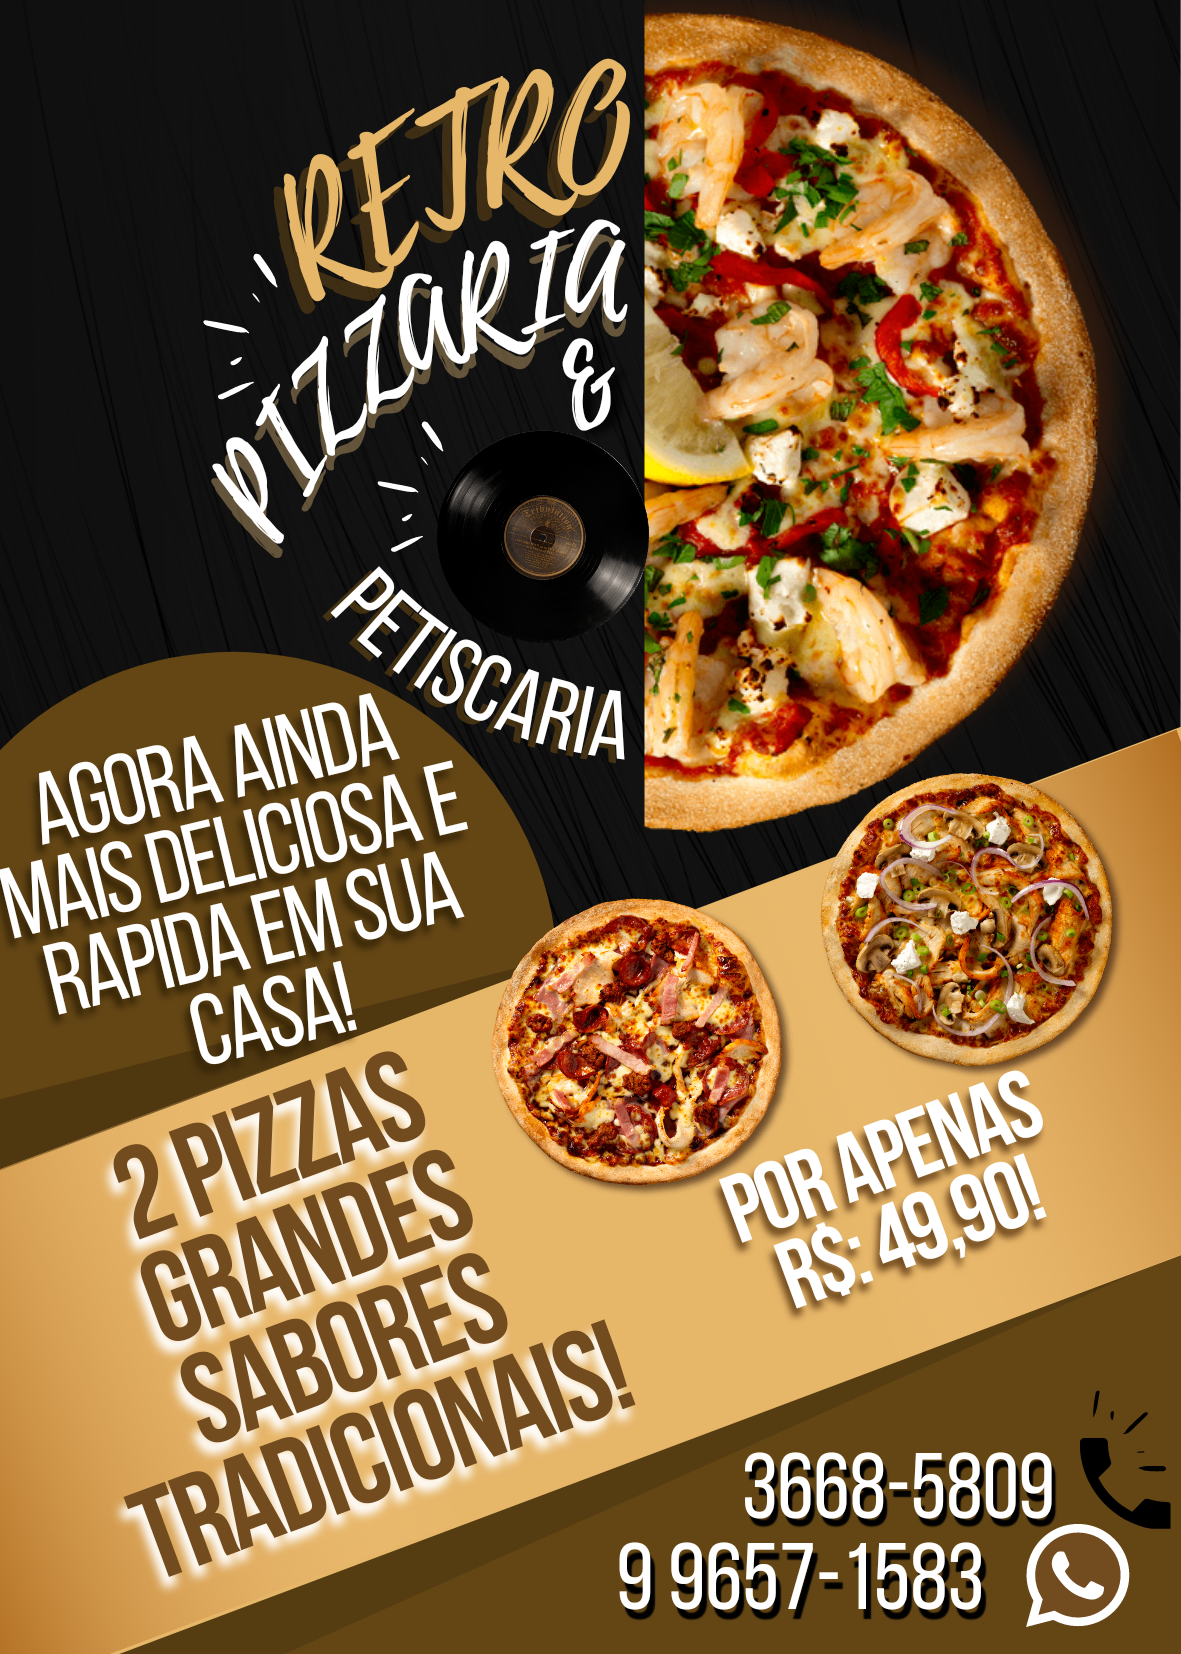 RETRO
PIZZARIA
&
PETISCARIA
AGORA AINDA
MAIS DELICIOSA E
RAPIDA EM SUA
CASA!
2 PIZZAS
GRANDES
SABORES
TRADICIONAIS!
POR APENAS
R$: 49,90!
3668-5809
9 9657-1583